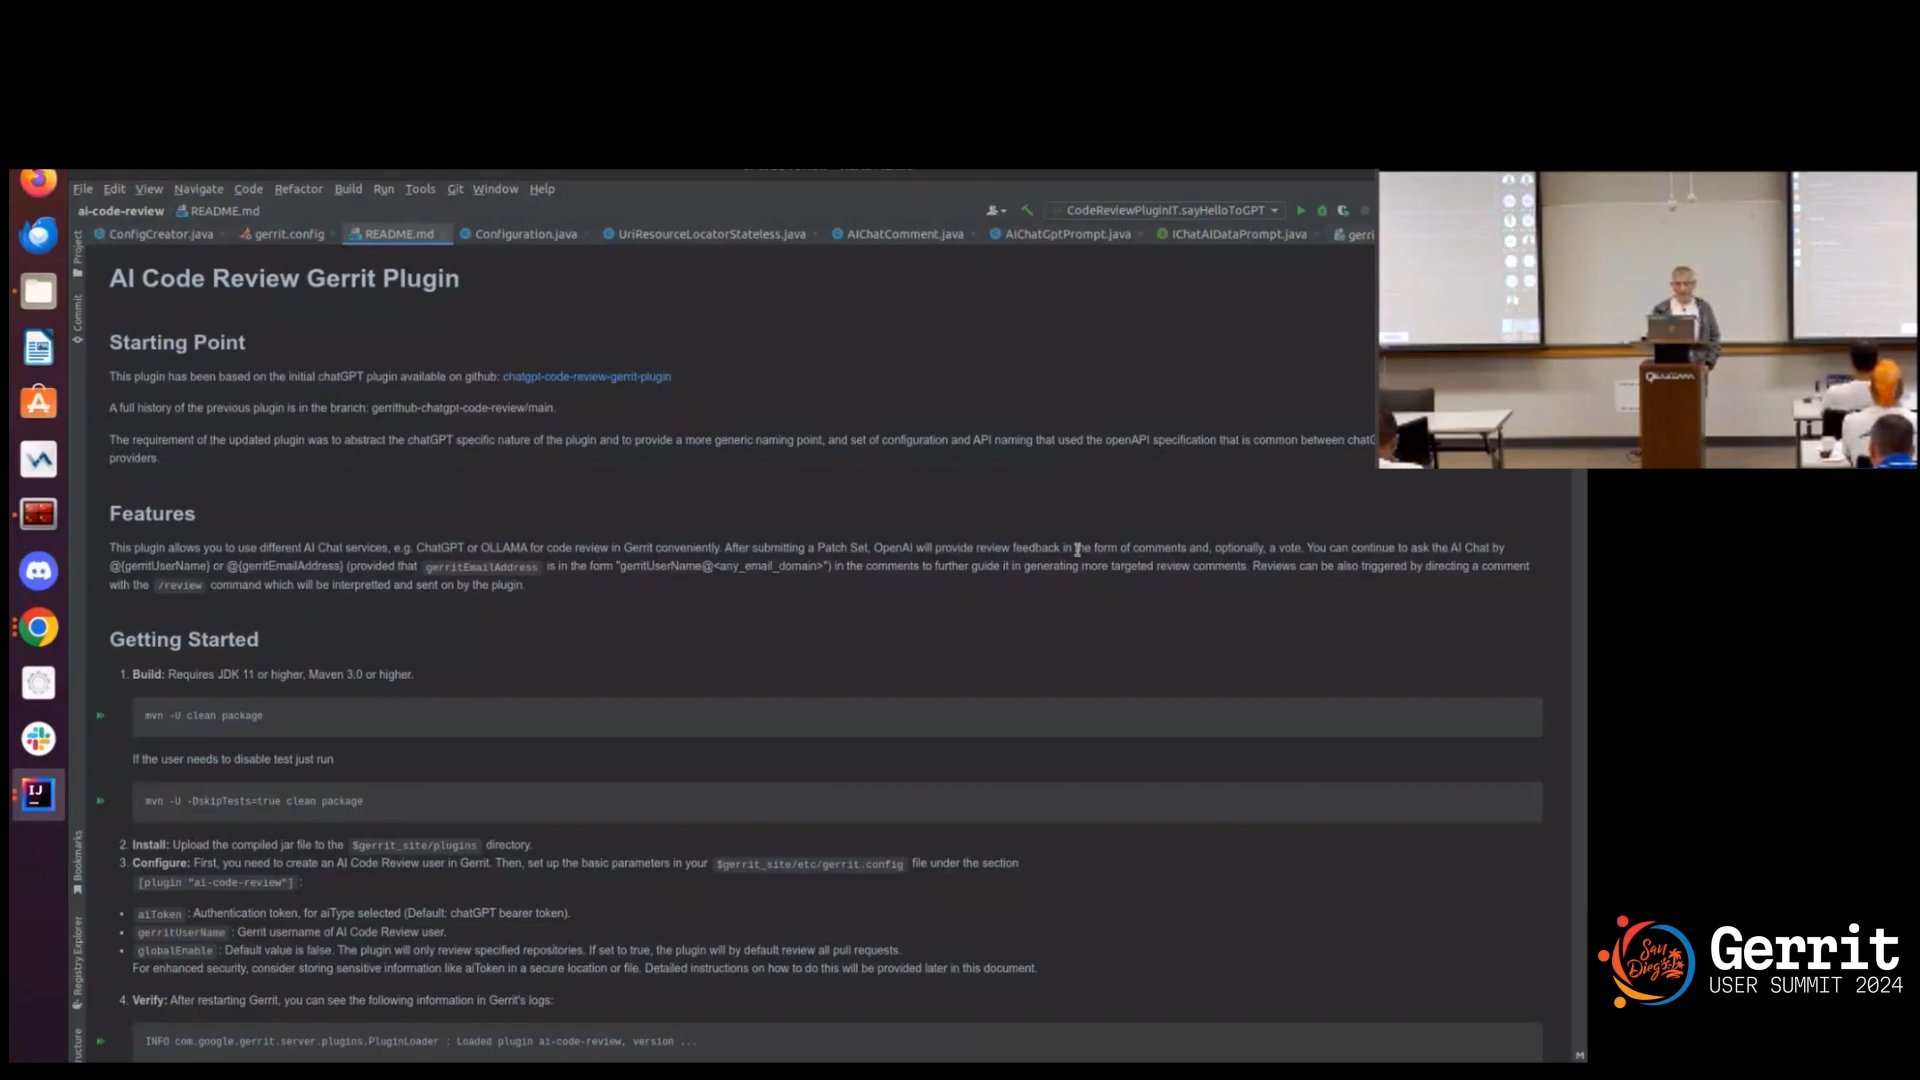 File Edit View Navigate Code Refactor Build Run Tools Git Window Help
ai-code-review README.md
CodeReviewPluginIT.sayHelloToGPT
ConfigCreator.java gerrit.config README.md Configuration.java UriResourceLocatorStateless.java AIChatComment.java AIChatGptPrompt.java IChatAIDataPrompt.java gerri
Project
Commit
Bookmarks
Registry Explorer
ructure
AI Code Review Gerrit Plugin
Starting Point
This plugin has been based on the initial chatGPT plugin available on github: chatgpt-code-review-gerrit-plugin
A full history of the previous plugin is in the branch: gerrithub-chatgpt-code-review/main.
The requirement of the updated plugin was to abstract the chatGPT specific nature of the plugin and to provide a more generic naming point, and set of configuration and API naming that used the openAPI specification that is common between chatG
providers.
Features
This plugin allows you to use different AI Chat services, e.g. ChatGPT or OLLAMA for code review in Gerrit conveniently. After submitting a Patch Set, OpenAI will provide review feedback in the form of comments and, optionally, a vote. You can continue to ask the AI Chat by
@{gerritUserName} or @{gerritEmailAddress} (provided that gerritEmailAddress is in the form "gerritUserName@<any_email_domain>") in the comments to further guide it in generating more targeted review comments. Reviews can be also triggered by directing a comment
with the /review command which will be interpretted and sent on by the plugin.
Getting Started
1. Build: Requires JDK 11 or higher, Maven 3.0 or higher.
mvn -U clean package
If the user needs to disable test just run
mvn -U -DskipTests=true clean package
2. Install: Upload the compiled jar file to the $gerrit_site/plugins directory.
3. Configure: First, you need to create an AI Code Review user in Gerrit. Then, set up the basic parameters in your $gerrit_site/etc/gerrit.config file under the section
[plugin "ai-code-review"] :
• aiToken : Authentication token, for aiType selected (Default: chatGPT bearer token).
• gerritUserName : Gerrit username of AI Code Review user.
• globalEnable : Default value is false. The plugin will only review specified repositories. If set to true, the plugin will by default review all pull requests.
For enhanced security, consider storing sensitive information like aiToken in a secure location or file. Detailed instructions on how to do this will be provided later in this document.
4. Verify: After restarting Gerrit, you can see the following information in Gerrit's logs:
INFO com.google.gerrit.server.plugins.PluginLoader : Loaded plugin ai-code-review, version ...
IJ
QUALCOMM
San Diego
Gerrit
USER SUMMIT 2024